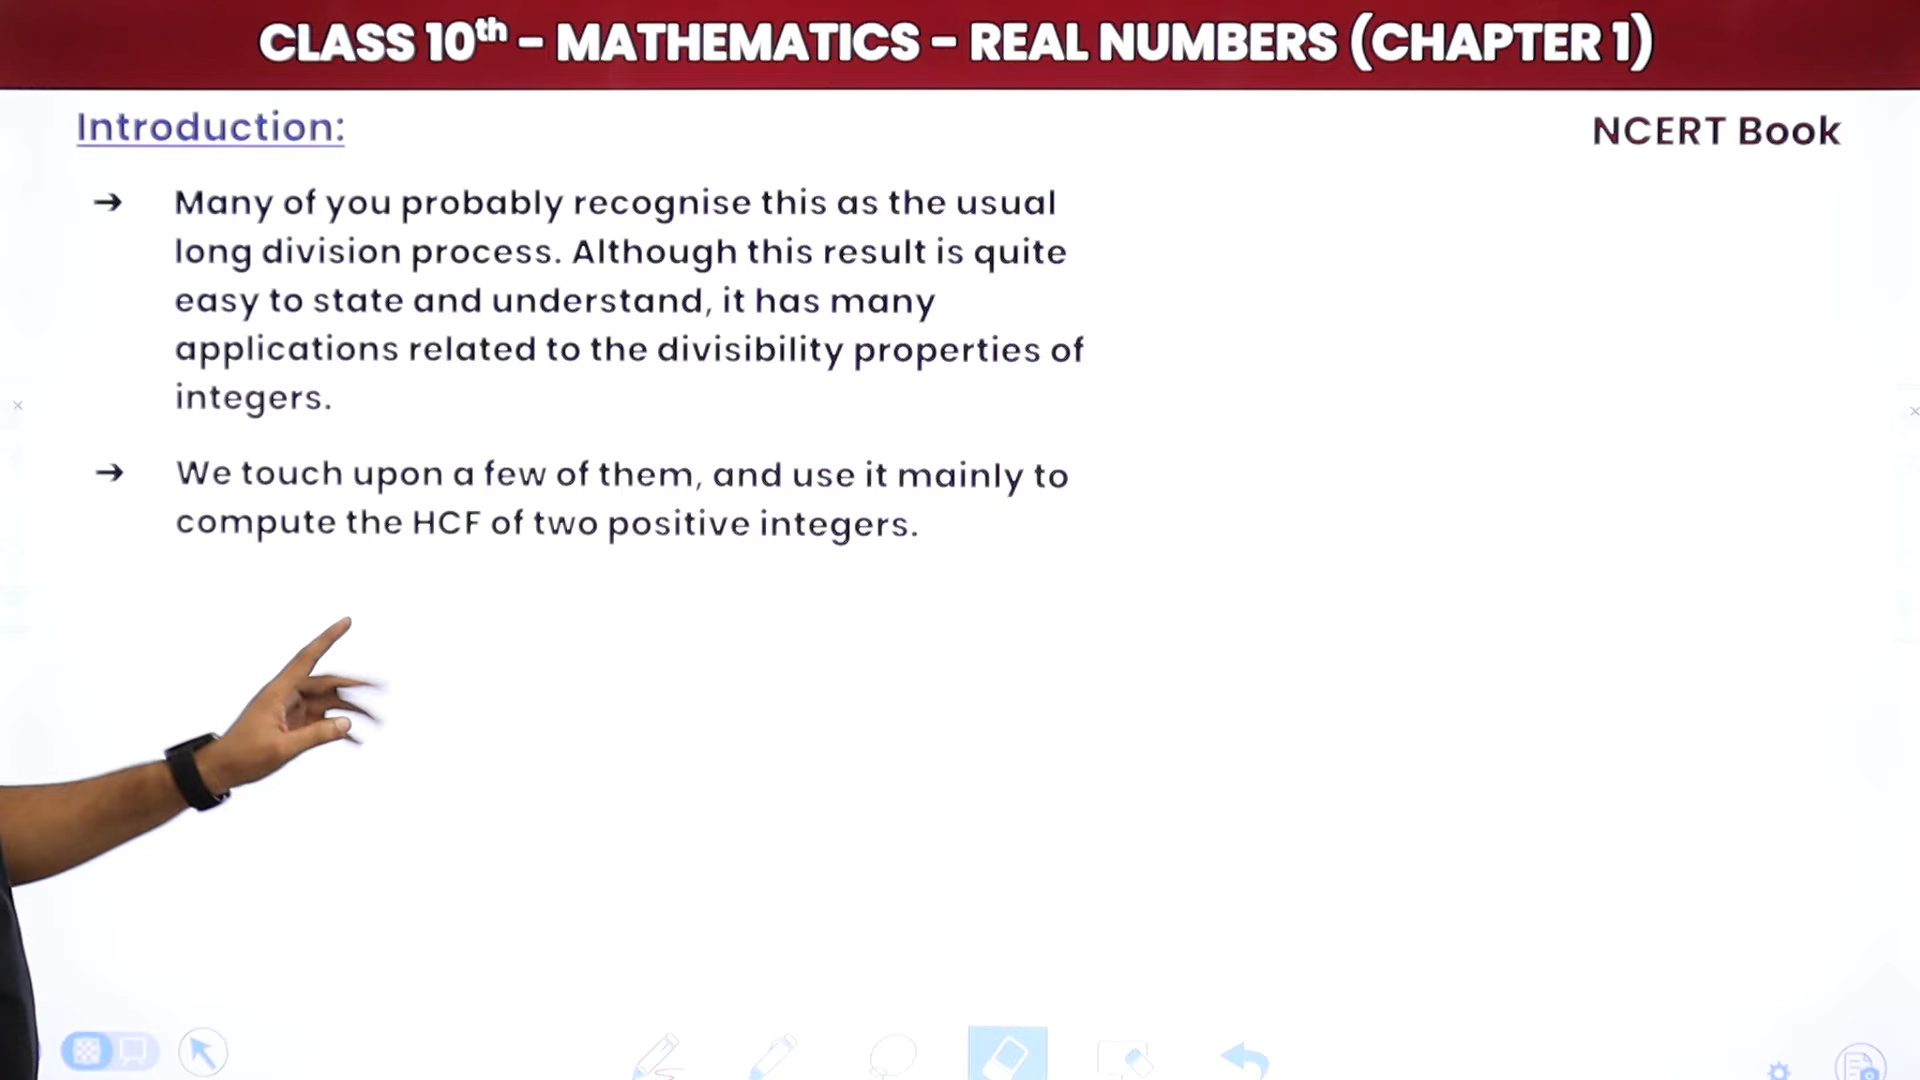 CLASS 10th - MATHEMATICS - REAL NUMBERS (CHAPTER 1)
Introduction:
NCERT Book
➔ Many of you probably recognise this as the usual
long division process. Although this result is quite
easy to state and understand, it has many
applications related to the divisibility properties of
integers.
➔ We touch upon a few of them, and use it mainly to
compute the HCF of two positive integers.